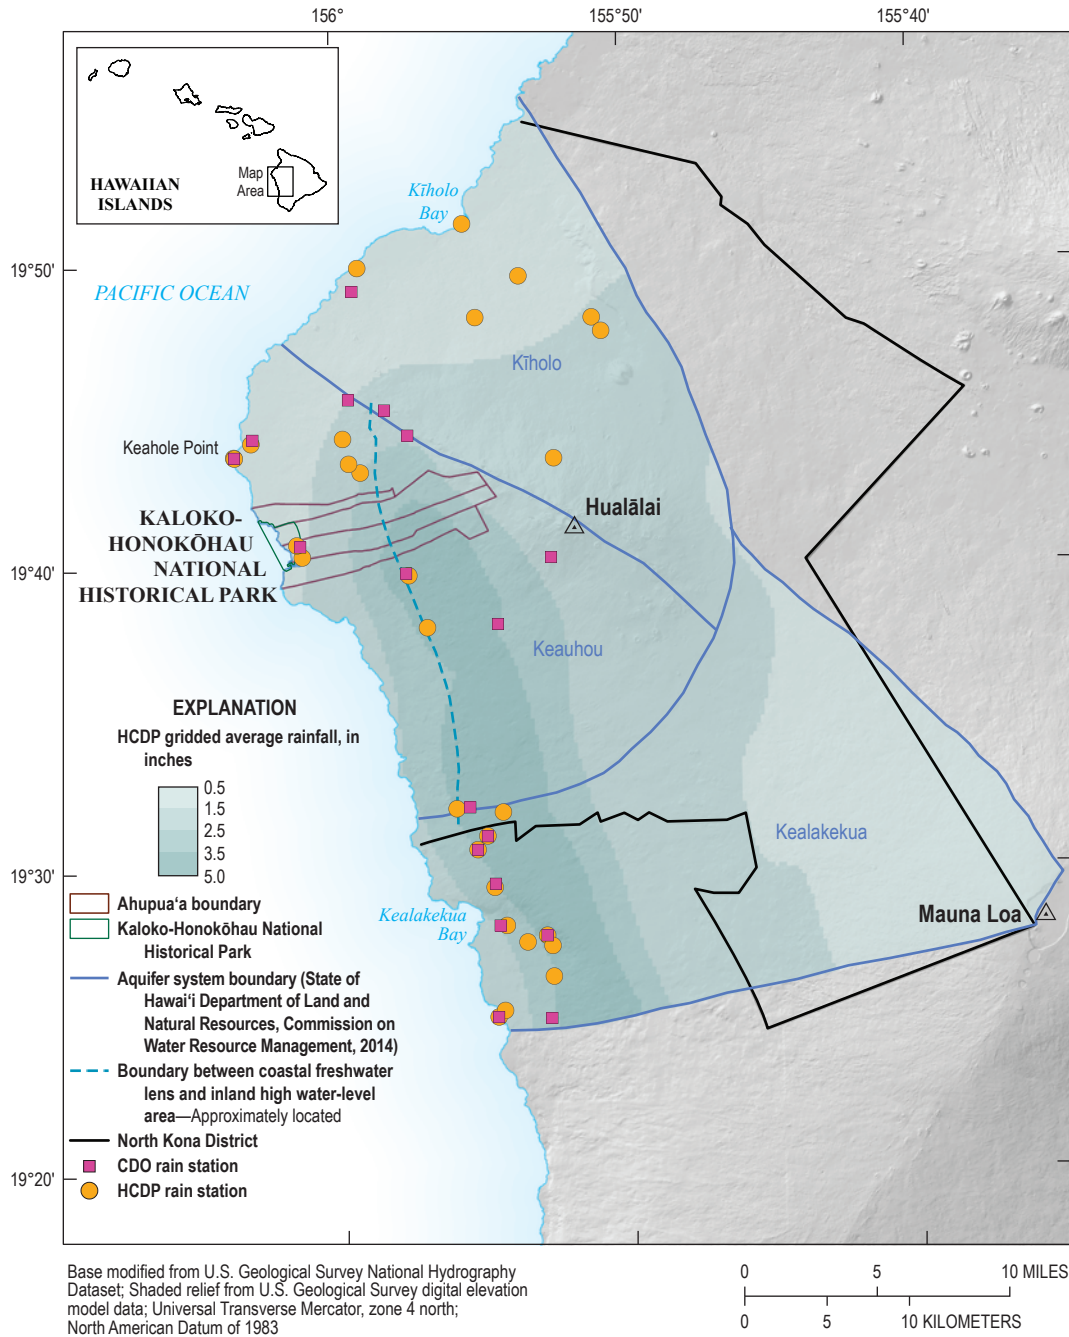 156°
155°50'
155°40'
HAWAIIAN
ISLANDS
Map
Area
Kīholo
Bay
19°50'
PACIFIC OCEAN
Kīholo
Keahole Point
Hualālai
KALOKO-
HONOKŌHAU
NATIONAL
HISTORICAL PARK
19°40'
Keauhou
EXPLANATION
HCDP gridded average rainfall, in
inches
0.5
1.5
2.5
3.5
5.0
Kealakekua
19°30'
Ahupuaʻa boundary
Kealakekua
Bay
Mauna Loa
Kaloko-Honokōhau National
Historical Park
Aquifer system boundary (State of
Hawaiʻi Department of Land and
Natural Resources, Commission on
Water Resource Management, 2014)
Boundary between coastal freshwater
lens and inland high water-level
area—Approximately located
North Kona District
CDO rain station
HCDP rain station
19°20'
Base modified from U.S. Geological Survey National Hydrography
Dataset; Shaded relief from U.S. Geological Survey digital elevation
model data; Universal Transverse Mercator, zone 4 north;
North American Datum of 1983
0 5 10 MILES
0 5 10 KILOMETERS